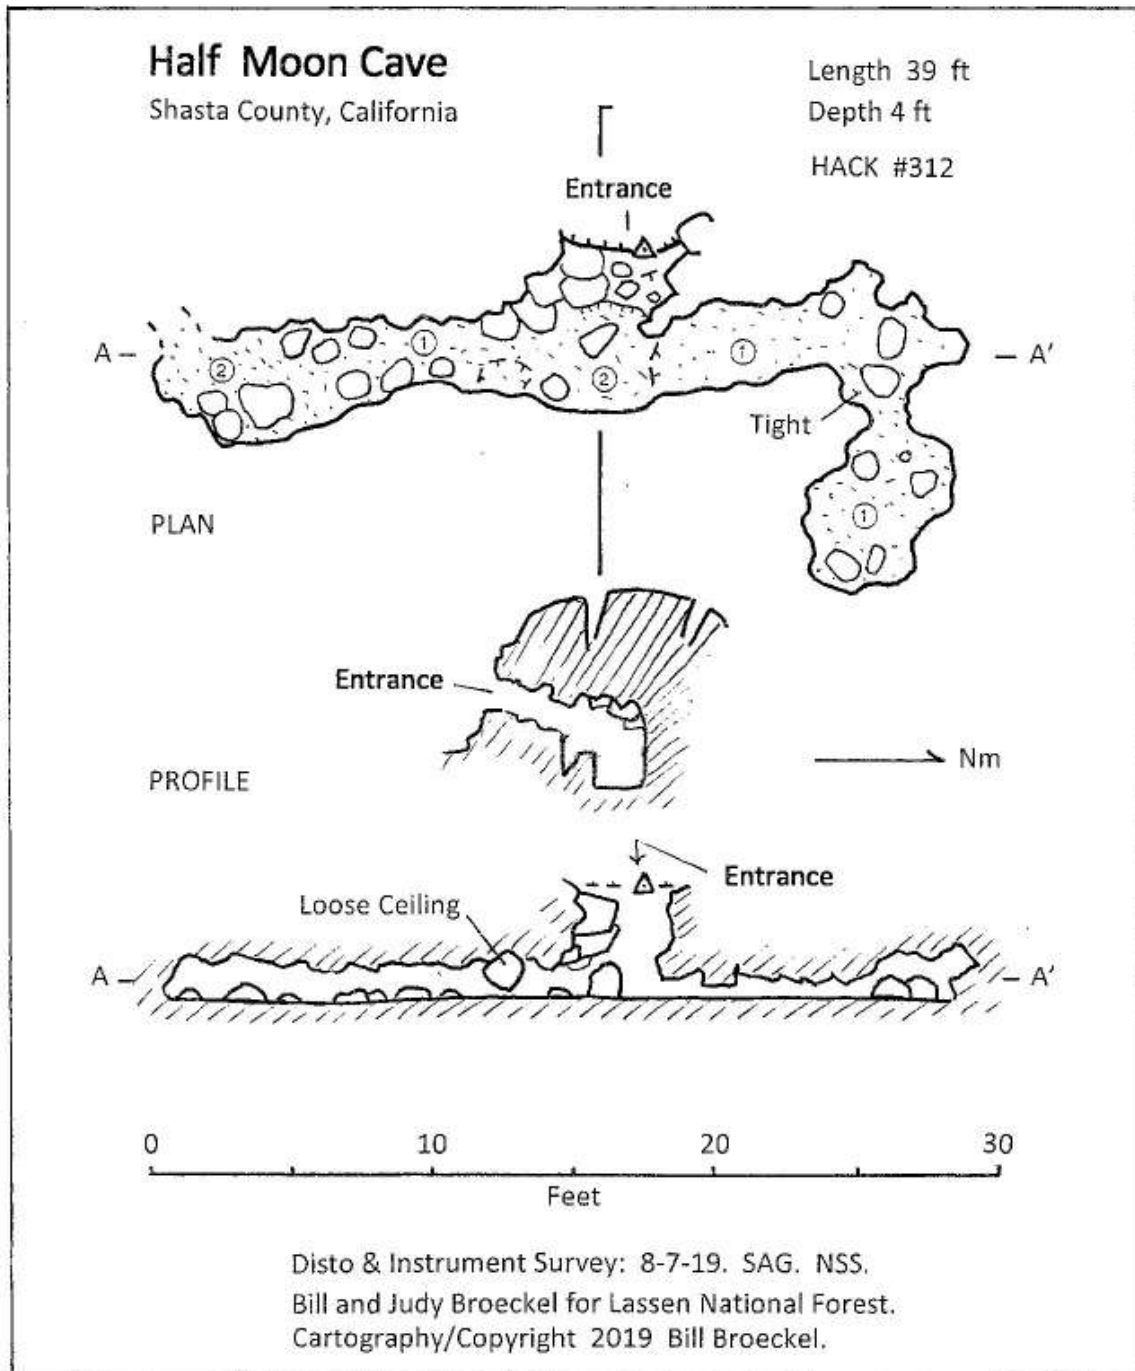 Half Moon Cave
Shasta County, California
Length 39 ft
Depth 4 ft
HACK #312
Entrance
A
A'
2
1
2
1
Tight
1
PLAN
Entrance
Nm
PROFILE
Entrance
Loose Ceiling
A
A'
0 10 20 30
Feet
Disto & Instrument Survey: 8-7-19. SAG. NSS.
Bill and Judy Broeckel for Lassen National Forest.
Cartography/Copyright 2019 Bill Broeckel.